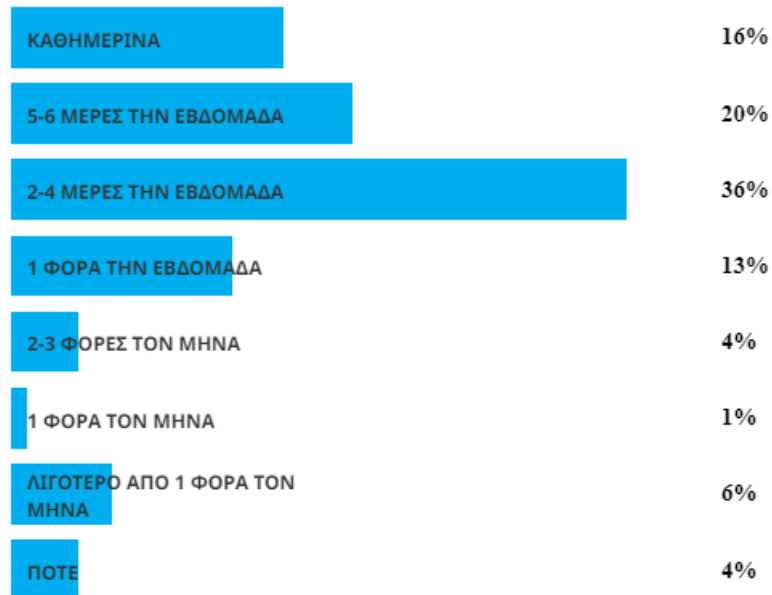 ΚΑΘΗΜΕΡΙΝΑ 16%
5-6 ΜΕΡΕΣ ΤΗΝ ΕΒΔΟΜΑΔΑ 20%
2-4 ΜΕΡΕΣ ΤΗΝ ΕΒΔΟΜΑΔΑ 36%
1 ΦΟΡΑ ΤΗΝ ΕΒΔΟΜΑΔΑ 13%
2-3 ΦΟΡΕΣ ΤΟΝ ΜΗΝΑ 4%
1 ΦΟΡΑ ΤΟΝ ΜΗΝΑ 1%
ΛΙΓΟΤΕΡΟ ΑΠΟ 1 ΦΟΡΑ ΤΟΝ 6%
ΜΗΝΑ
ΠΟΤΕ 4%